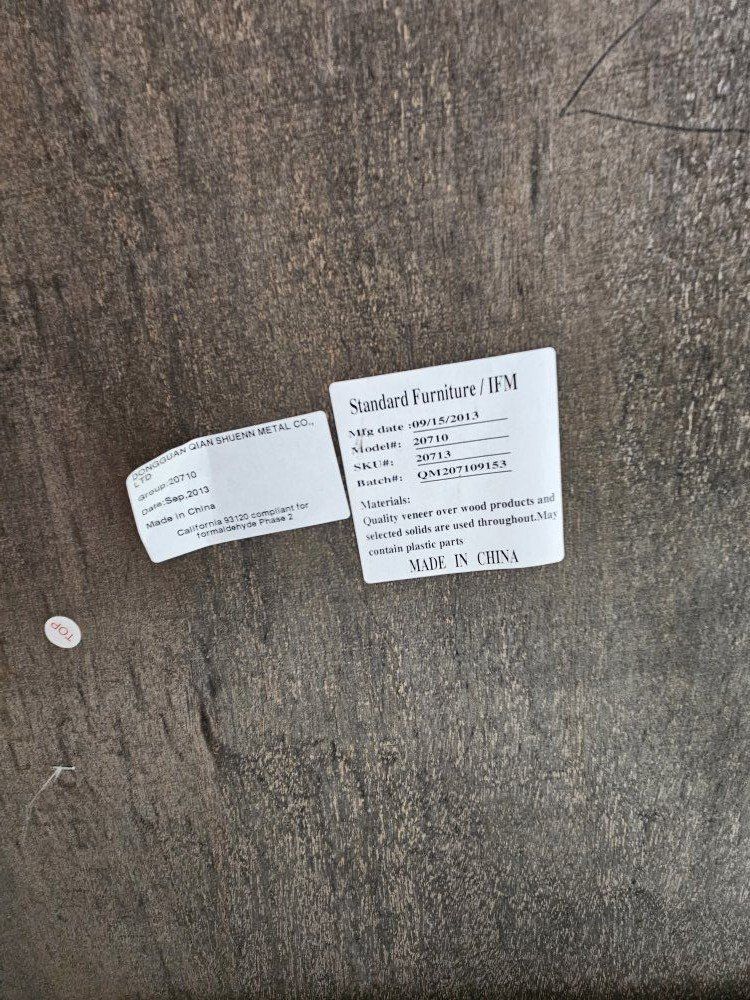 DONGGUAN QIAN SHUENN METAL CO.,
LTD
Group:20710
Date:Sep.2013
Made in China
California 93120 compliant for
formaldehyde Phase 2
Standard Furniture / IFM
Mfg date :09/15/2013
Model#: 20710
SKU#: 20713
Batch#: QM207109153
Materials:
Quality veneer over wood products and
selected solids are used throughout.May
contain plastic parts
MADE IN CHINA
TOP